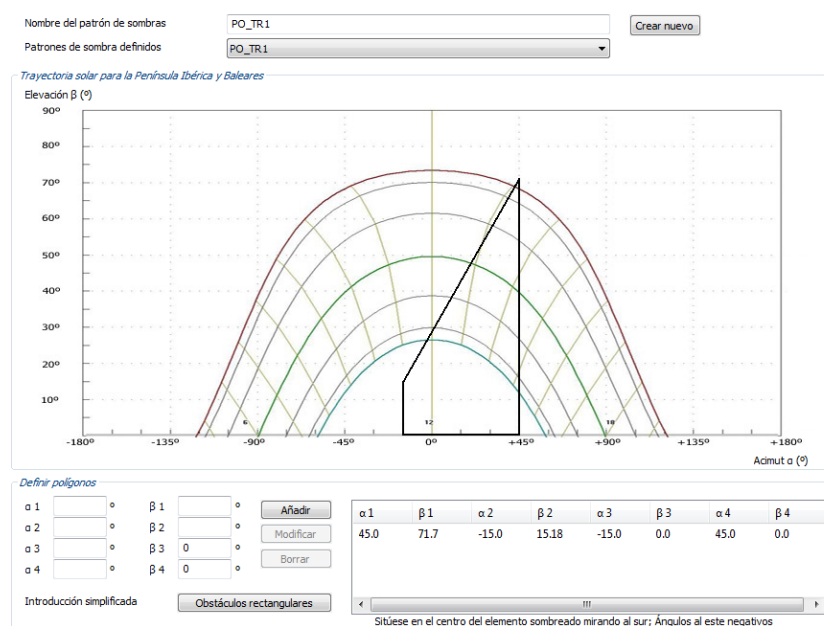 Nombre del patrón de sombras PO_TR1 Crear nuevo
Patrones de sombra definidos PO_TR1
Trayectoria solar para la Península Ibérica y Baleares
Elevación β (º)
90º
80º
70º
60º
50º
40º
30º
20º
10º
6 12 18
-180º -135º -90º -45º 0º +45º +90º +135º +180º
Acimut α (º)
Definir polígonos
α 1 º β 1 º Añadir
α 2 º β 2 º Modificar
α 3 º β 3 0 º Borrar
α 4 º β 4 0 º
α 1 β 1 α 2 β 2 α 3 β 3 α 4 β 4
45.0 71.7 -15.0 15.18 -15.0 0.0 45.0 0.0
Introducción simplificada Obstáculos rectangulares
Sitúese en el centro del elemento sombreado mirando al sur; Ángulos al este negativos